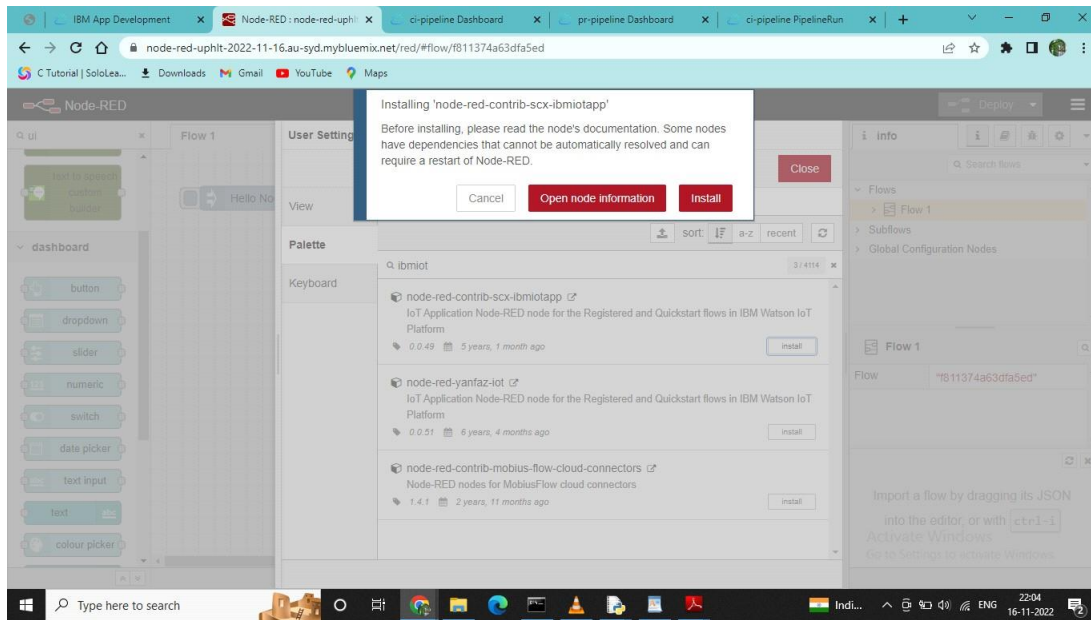 IBM App Development
Node-RED : node-red-uphl
ci-pipeline Dashboard
pr-pipeline Dashboard
ci-pipeline PipelineRun
node-red-uphlt-2022-11-16.au-syd.mybluemix.net/red/#flow/f811374a63dfa5ed
C Tutorial | SoloLea...
Downloads
Gmail
YouTube
Maps
Node-RED
Deploy
ui
Flow 1
text to speech
custom
builder
Hello No
dashboard
button
dropdown
slider
numeric
switch
date picker
text input
text
abc
colour picker
User Setting
View
Palette
Keyboard
Installing 'node-red-contrib-scx-ibmiotapp'
Before installing, please read the node's documentation. Some nodes
have dependencies that cannot be automatically resolved and can
require a restart of Node-RED.
Cancel
Open node information
Install
Close
sort:
a-z
recent
ibmiot
3 / 4114
node-red-contrib-scx-ibmiotapp
IoT Application Node-RED node for the Registered and Quickstart flows in IBM Watson IoT
Platform
0.0.49
5 years, 1 month ago
install
node-red-yanfaz-iot
IoT Application Node-RED node for the Registered and Quickstart flows in IBM Watson IoT
Platform
0.0.51
6 years, 4 months ago
install
node-red-contrib-mobius-flow-cloud-connectors
Node-RED nodes for MobiusFlow cloud connectors
1.4.1
2 years, 11 months ago
install
info
Search flows
Flows
Flow 1
Subflows
Global Configuration Nodes
Flow 1
Flow
"f811374a63dfa5ed"
Import a flow by dragging its JSON
into the editor, or with ctrl-i
Activate Windows
Go to Settings to activate Windows.
Type here to search
Indi...
ENG
22:04
16-11-2022
2